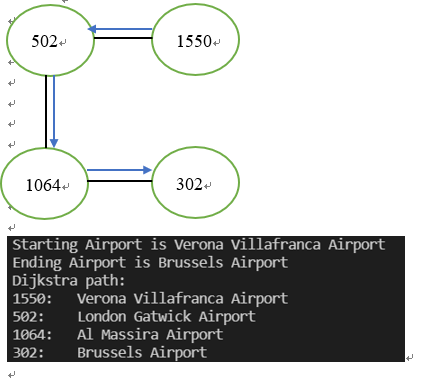 502 1550
1064 302
Starting Airport is Verona Villafranca Airport
Ending Airport is Brussels Airport
Dijkstra path:
1550: Verona Villafranca Airport
502: London Gatwick Airport
1064: Al Massira Airport
302: Brussels Airport